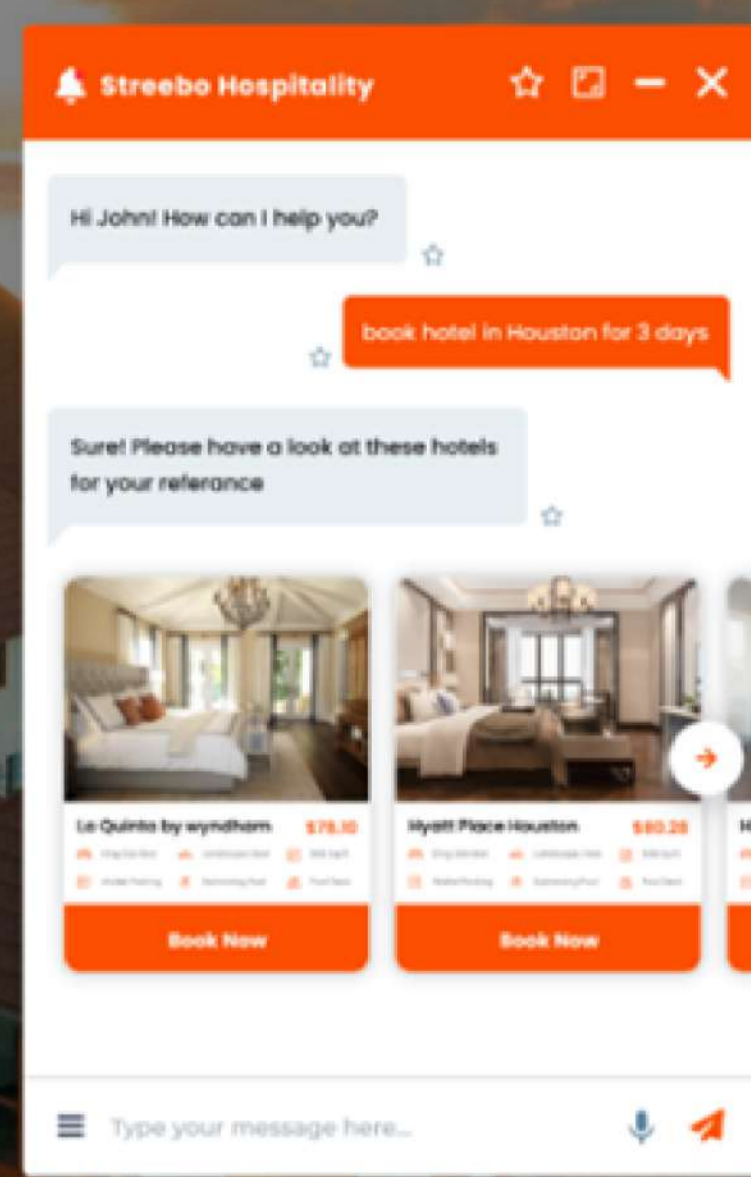 Streebo Hospitality
Hi John! How can I help you?
book hotel in Houston for 3 days
Sure! Please have a look at these hotels
for your referance
La Quinta by wyndham $78.10
Hyatt Place Houston $80.28
H
Book Now
Book Now
Type your message here...